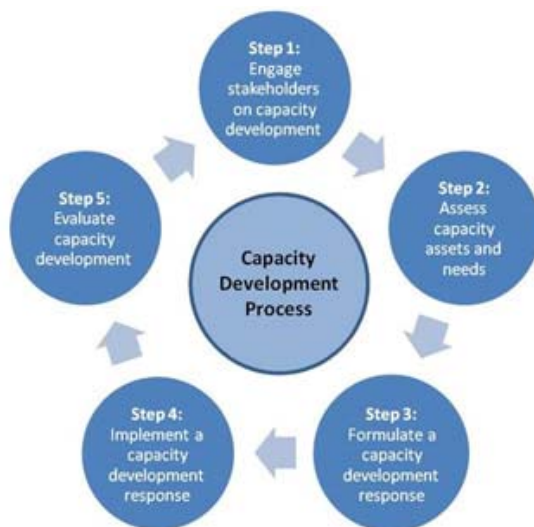 Step 1:
Engage
stakeholders
on capacity
development
Step 2:
Assess
capacity
assets and
needs
Step 3:
Formulate a
capacity
development
response
Step 4:
Implement a
capacity
development
response
Step 5:
Evaluate
capacity
development
Capacity
Development
Process